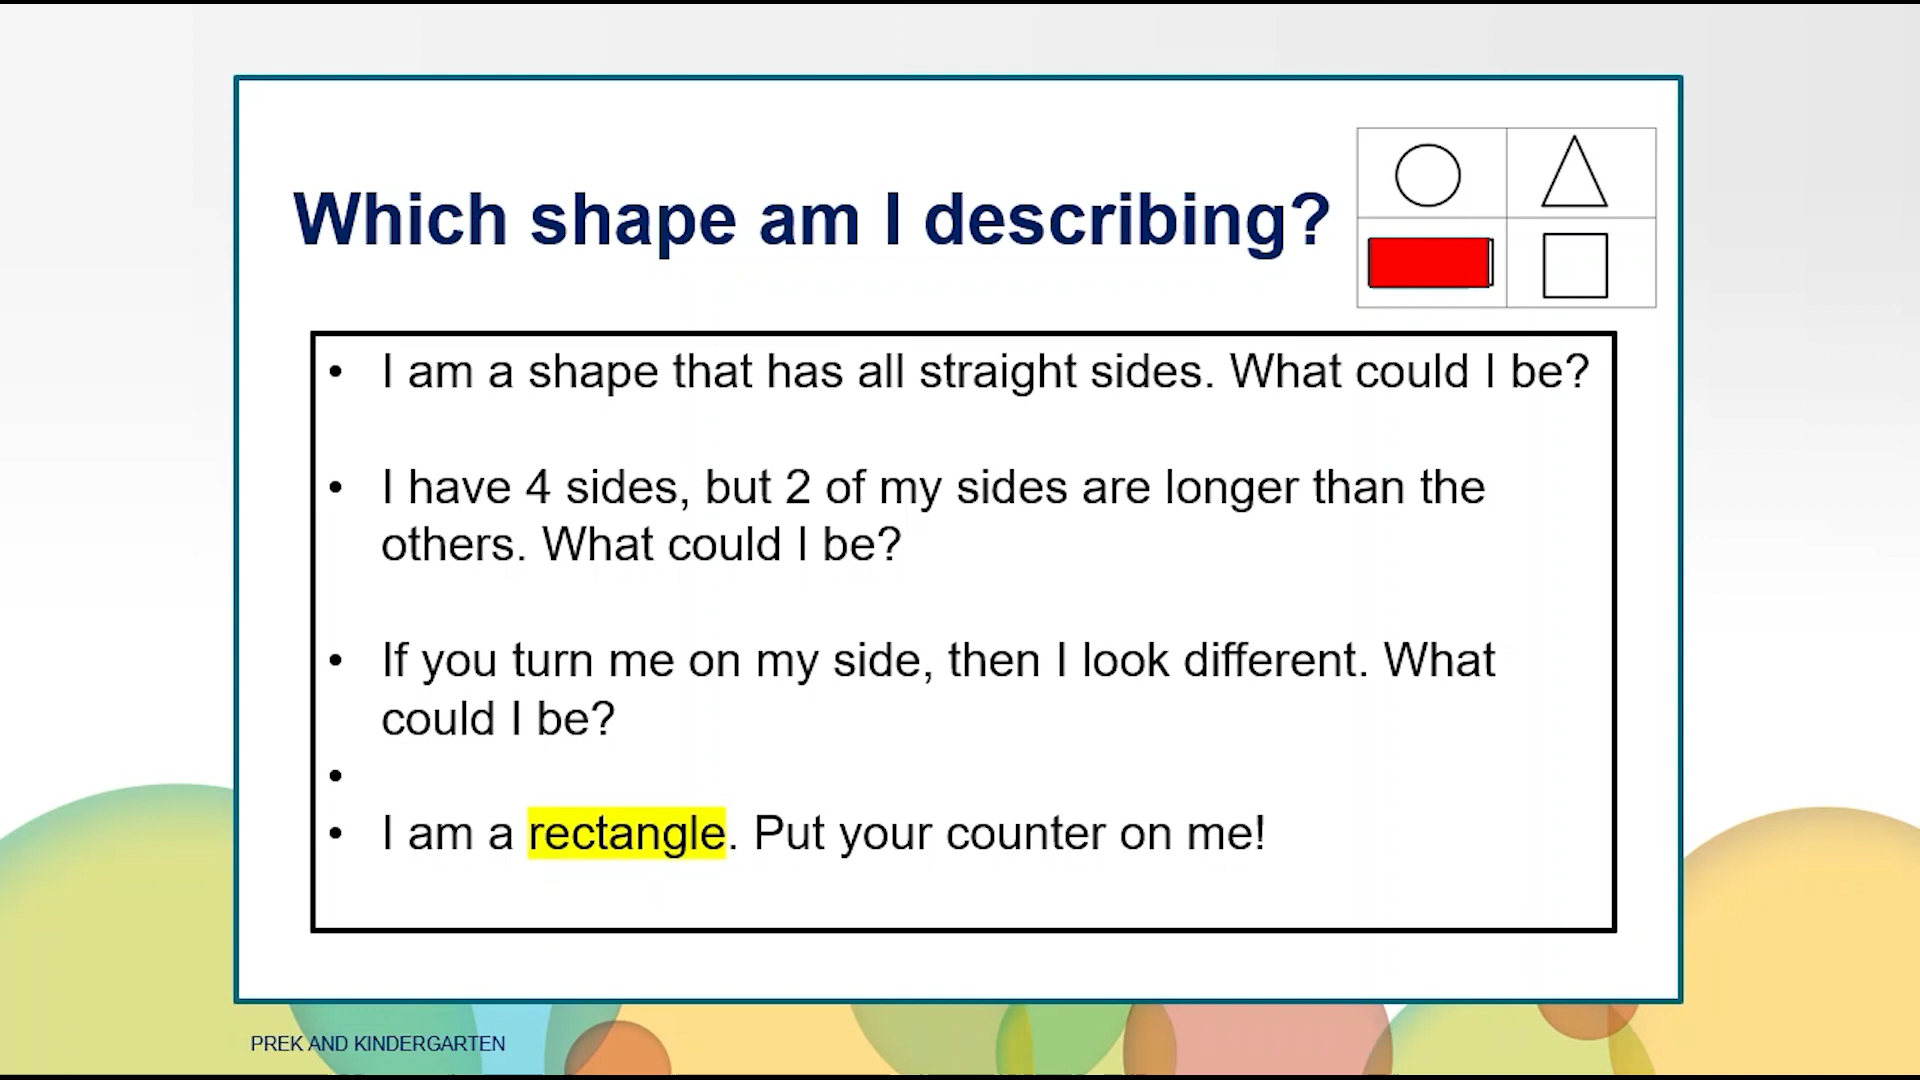 Which shape am I describing?
• I am a shape that has all straight sides. What could I be?
• I have 4 sides, but 2 of my sides are longer than the
others. What could I be?
• If you turn me on my side, then I look different. What
could I be?
•
• I am a rectangle. Put your counter on me!
PREK AND KINDERGARTEN